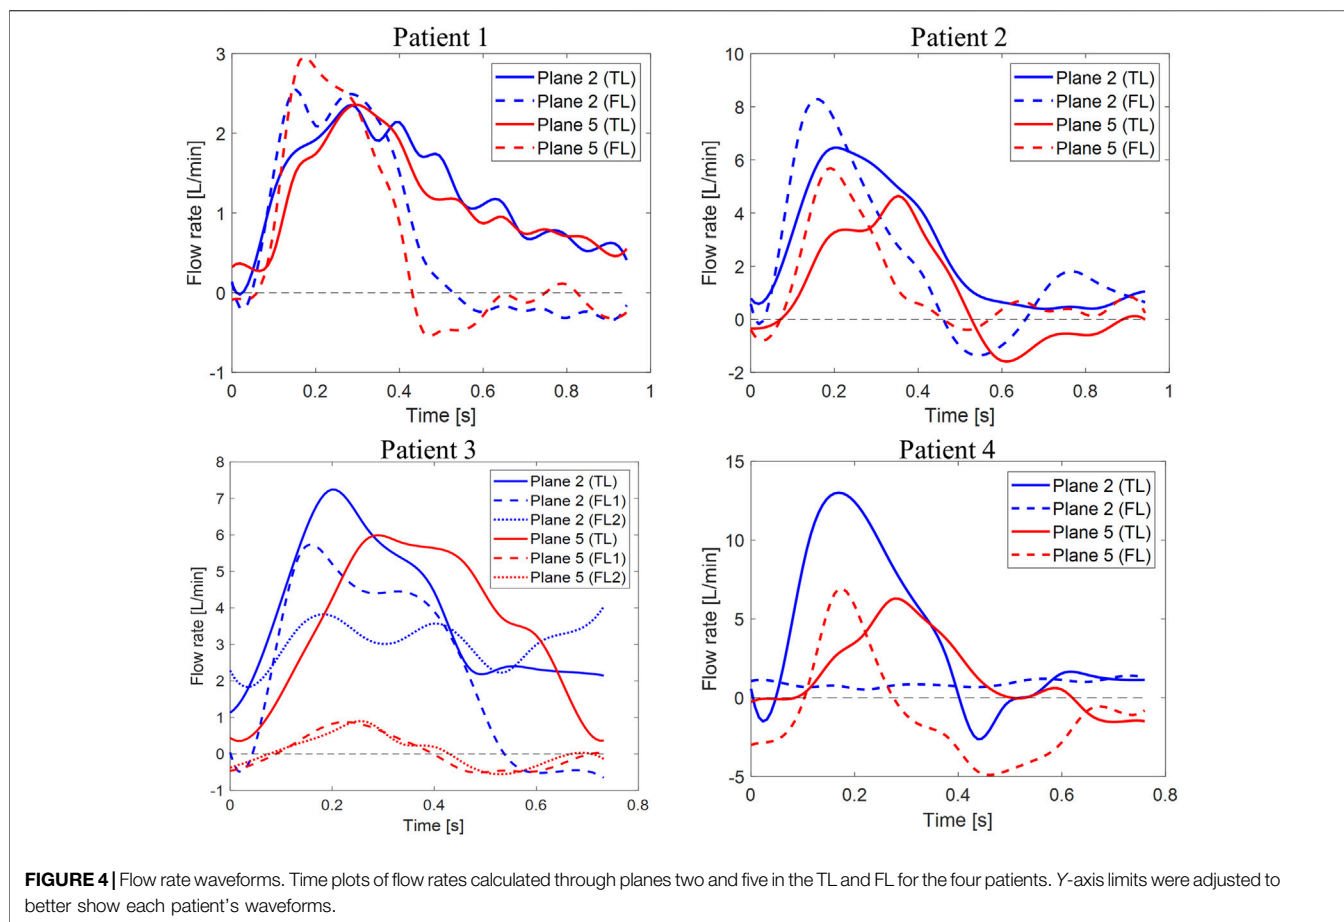 Patient 1
3
2
1
0
-1
Flow rate [L/min]
0 0.2 0.4 0.6 0.8 1
Time [s]
Plane 2 (TL)
Plane 2 (FL)
Plane 5 (TL)
Plane 5 (FL)
Patient 2
10
8
6
4
2
0
-2
Flow rate [L/min]
0 0.2 0.4 0.6 0.8 1
Time [s]
Plane 2 (TL)
Plane 2 (FL)
Plane 5 (TL)
Plane 5 (FL)
Patient 3
8
7
6
5
4
3
2
1
0
-1
Flow rate [L/min]
0 0.2 0.4 0.6 0.8
Time [s]
Plane 2 (TL)
Plane 2 (FL1)
Plane 2 (FL2)
Plane 5 (TL)
Plane 5 (FL1)
Plane 5 (FL2)
Patient 4
15
10
5
0
-5
Flow rate [L/min]
0 0.2 0.4 0.6 0.8
Time [s]
Plane 2 (TL)
Plane 2 (FL)
Plane 5 (TL)
Plane 5 (FL)
FIGURE 4 | Flow rate waveforms. Time plots of flow rates calculated through planes two and five in the TL and FL for the four patients. Y-axis limits were adjusted to
better show each patient's waveforms.